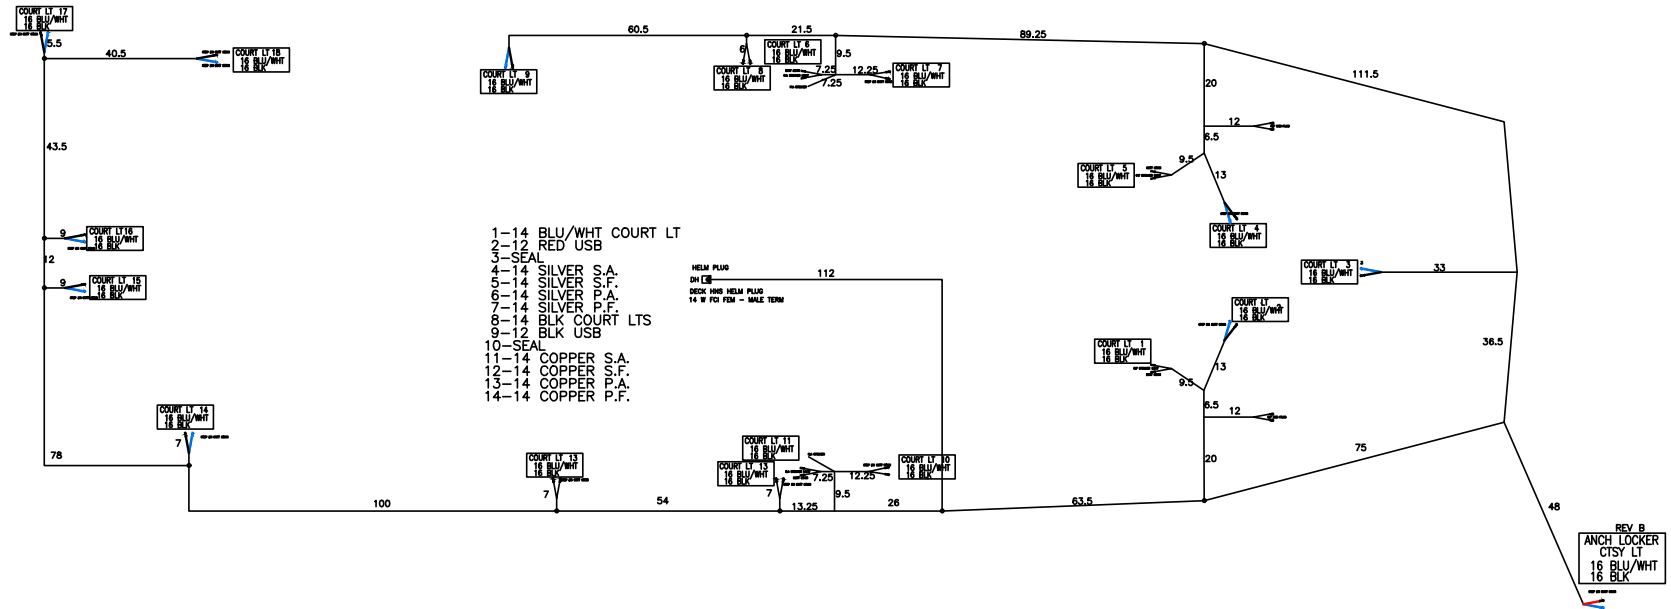 COURT LT 17
16 BLU/WHT
16 BLK
5.5
40.5
COURT LT 18
16 BLU/WHT
16 BLK
60.5
21.5
89.25
COURT LT 9
16 BLU/WHT
16 BLK
6
COURT LT 8
16 BLU/WHT
16 BLK
COURT LT 6
16 BLU/WHT
16 BLK
9.5
7.25
7.25
12.25
COURT LT 7
16 BLU/WHT
16 BLK
111.5
20
12
6.5
9.5
COURT LT 5
16 BLU/WHT
16 BLK
13
COURT LT 4
16 BLU/WHT
16 BLK
43.5
9
COURT LT16
16 BLU/WHT
16 BLK
12
9
COURT LT 15
16 BLU/WHT
16 BLK
1-14 BLU/WHT COURT LT
2-12 RED USB
3-SEAL
4-14 SILVER S.A.
5-14 SILVER S.F.
6-14 SILVER P.A.
7-14 SILVER P.F.
8-14 BLK COURT LTS
9-12 BLK USB
10-SEAL
11-14 COPPER S.A.
12-14 COPPER S.F.
13-14 COPPER P.A.
14-14 COPPER P.F.
HELM PLUG
DH
DECK HNS HELM PLUG
14 W FCI FEM - MALE TERM
112
COURT LT 3
16 BLU/WHT
16 BLK
33
COURT LT 2
16 BLU/WHT
16 BLK
COURT LT 1
16 BLU/WHT
16 BLK
36.5
13
9.5
6.5
12
20
75
COURT LT 14
16 BLU/WHT
16 BLK
7
78
100
COURT LT 13
16 BLU/WHT
16 BLK
7
54
COURT LT 11
16 BLU/WHT
16 BLK
COURT LT 13
16 BLU/WHT
16 BLK
7
7.25
12.25
COURT LT 10
16 BLU/WHT
16 BLK
9.5
13.25
26
63.5
48
REV B
ANCH LOCKER
CTSY LT
16 BLU/WHT
16 BLK